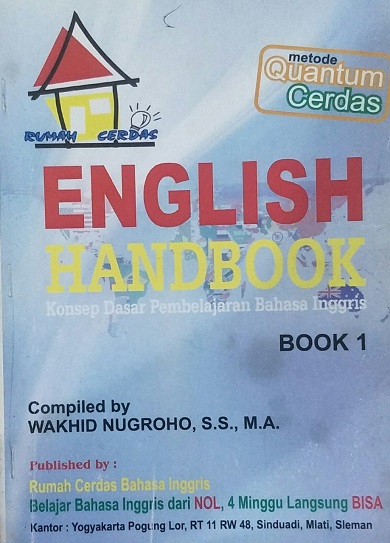 metode
Quantum
Cerdas
RUMAH CERDAS
ENGLISH
HANDBOOK
Konsep Dasar Pembelajaran Bahasa Inggris
BOOK 1
Compiled by
WAKHID NUGROHO, S.S., M.A.
Published by :
Rumah Cerdas Bahasa Inggris
Belajar Bahasa Inggris dari NOL, 4 Minggu Langsung BISA
Kantor : Yogyakarta Pogung Lor, RT 11 RW 48, Sinduadi, Mlati, Sleman